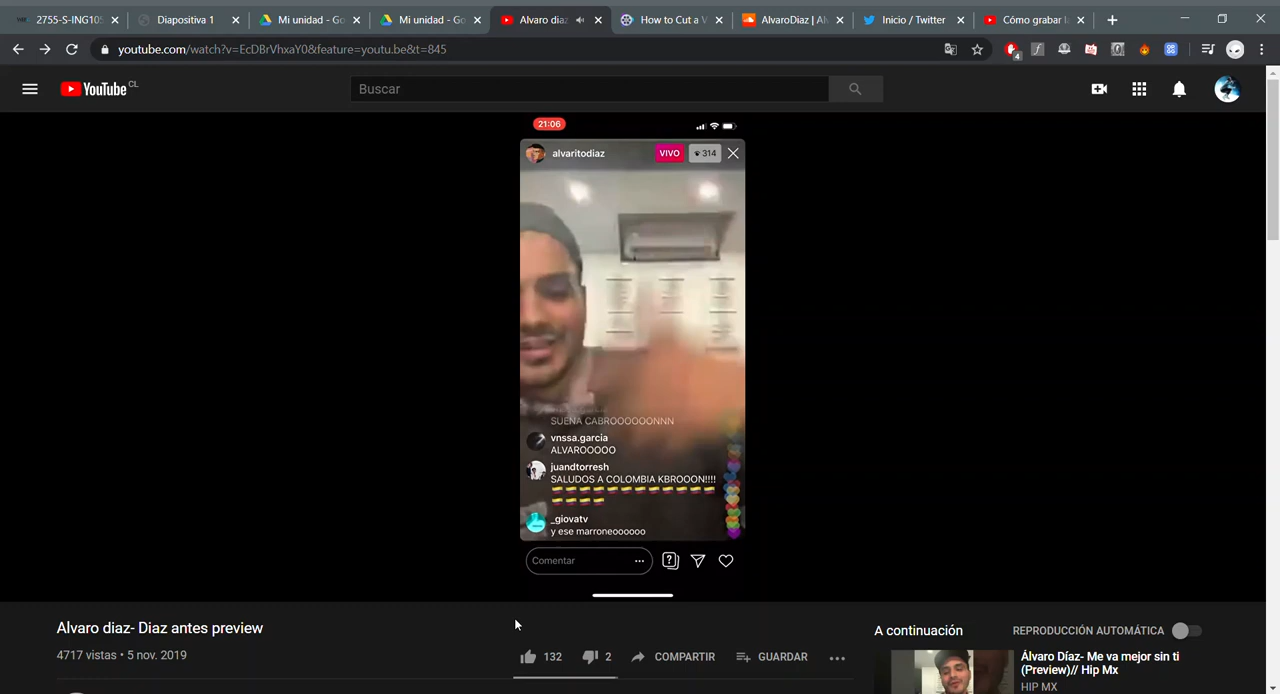 2755-S-ING105
Diapositiva 1
Mi unidad - Go
Mi unidad - Go
Alvaro diaz
How to Cut a V
AlvaroDiaz | Al
Inicio / Twitter
Cómo grabar l
youtube.com/watch?v=EcDBrVhxaY0&feature=youtu.be&t=845
4
YouTube CL
Buscar
21:06
alvaritodiaz
VIVO
314
SUENA CABROOOOOONNN
vnssa.garcia
ALVAROOOOO
juandtorresh
SALUDOS A COLOMBIA KBROOON!!!!
_giovatv
y ese marroneoooooo
Comentar
Alvaro diaz- Diaz antes preview
4717 vistas • 5 nov. 2019
132
2
COMPARTIR
GUARDAR
A continuación
REPRODUCCIÓN AUTOMÁTICA
Álvaro Díaz- Me va mejor sin ti
(Preview)// Hip Mx
HIP MX